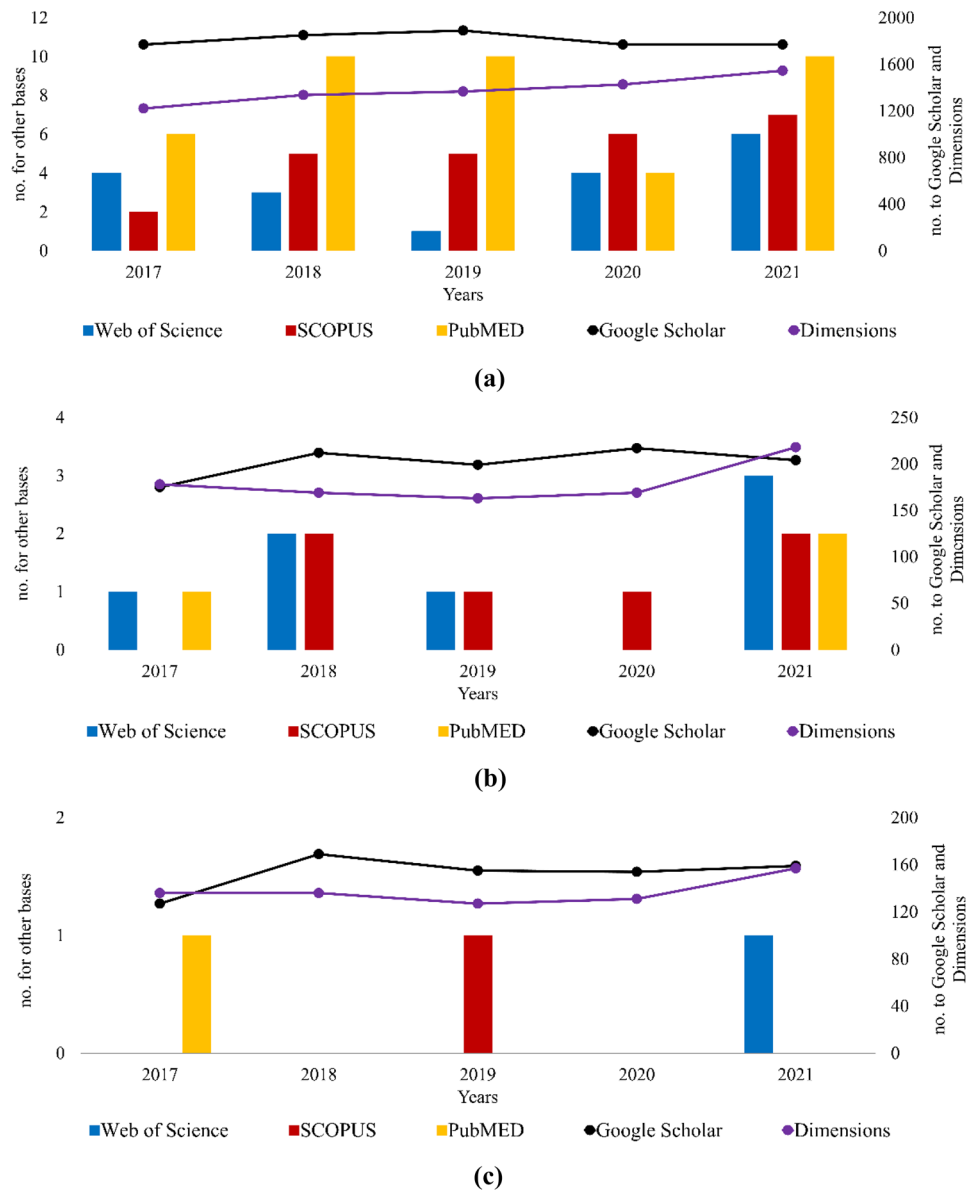 12
10
8
6
4
2
0
no. for other bases
2000
1600
1200
800
400
0
no. to Google Scholar and
Dimensions
2017 2018 2019 2020 2021
Years
Web of Science SCOPUS PubMED Google Scholar Dimensions
(a)
4
3
2
1
0
no. for other bases
250
200
150
100
50
0
no. to Google Scholar and
Dimensions
2017 2018 2019 2020 2021
Years
Web of Science SCOPUS PubMED Google Scholar Dimensions
(b)
2
1
0
no. for other bases
200
160
120
80
40
0
no. to Google Scholar and
Dimensions
2017 2018 2019 2020 2021
Years
Web of Science SCOPUS PubMED Google Scholar Dimensions
(c)